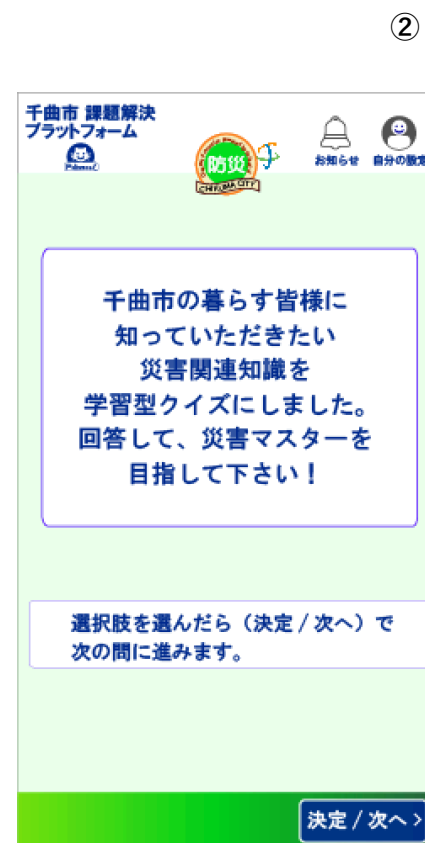 ②
千曲市 課題解決
プラットフォーム
防災
CHIKUMA CITY
お知らせ
自分の設定
千曲市の暮らす皆様に
知っていただきたい
災害関連知識を
学習型クイズにしました。
回答して、災害マスターを
目指して下さい！
選択肢を選んだら（決定 / 次へ）で
次の問に進みます。
決定 / 次へ >